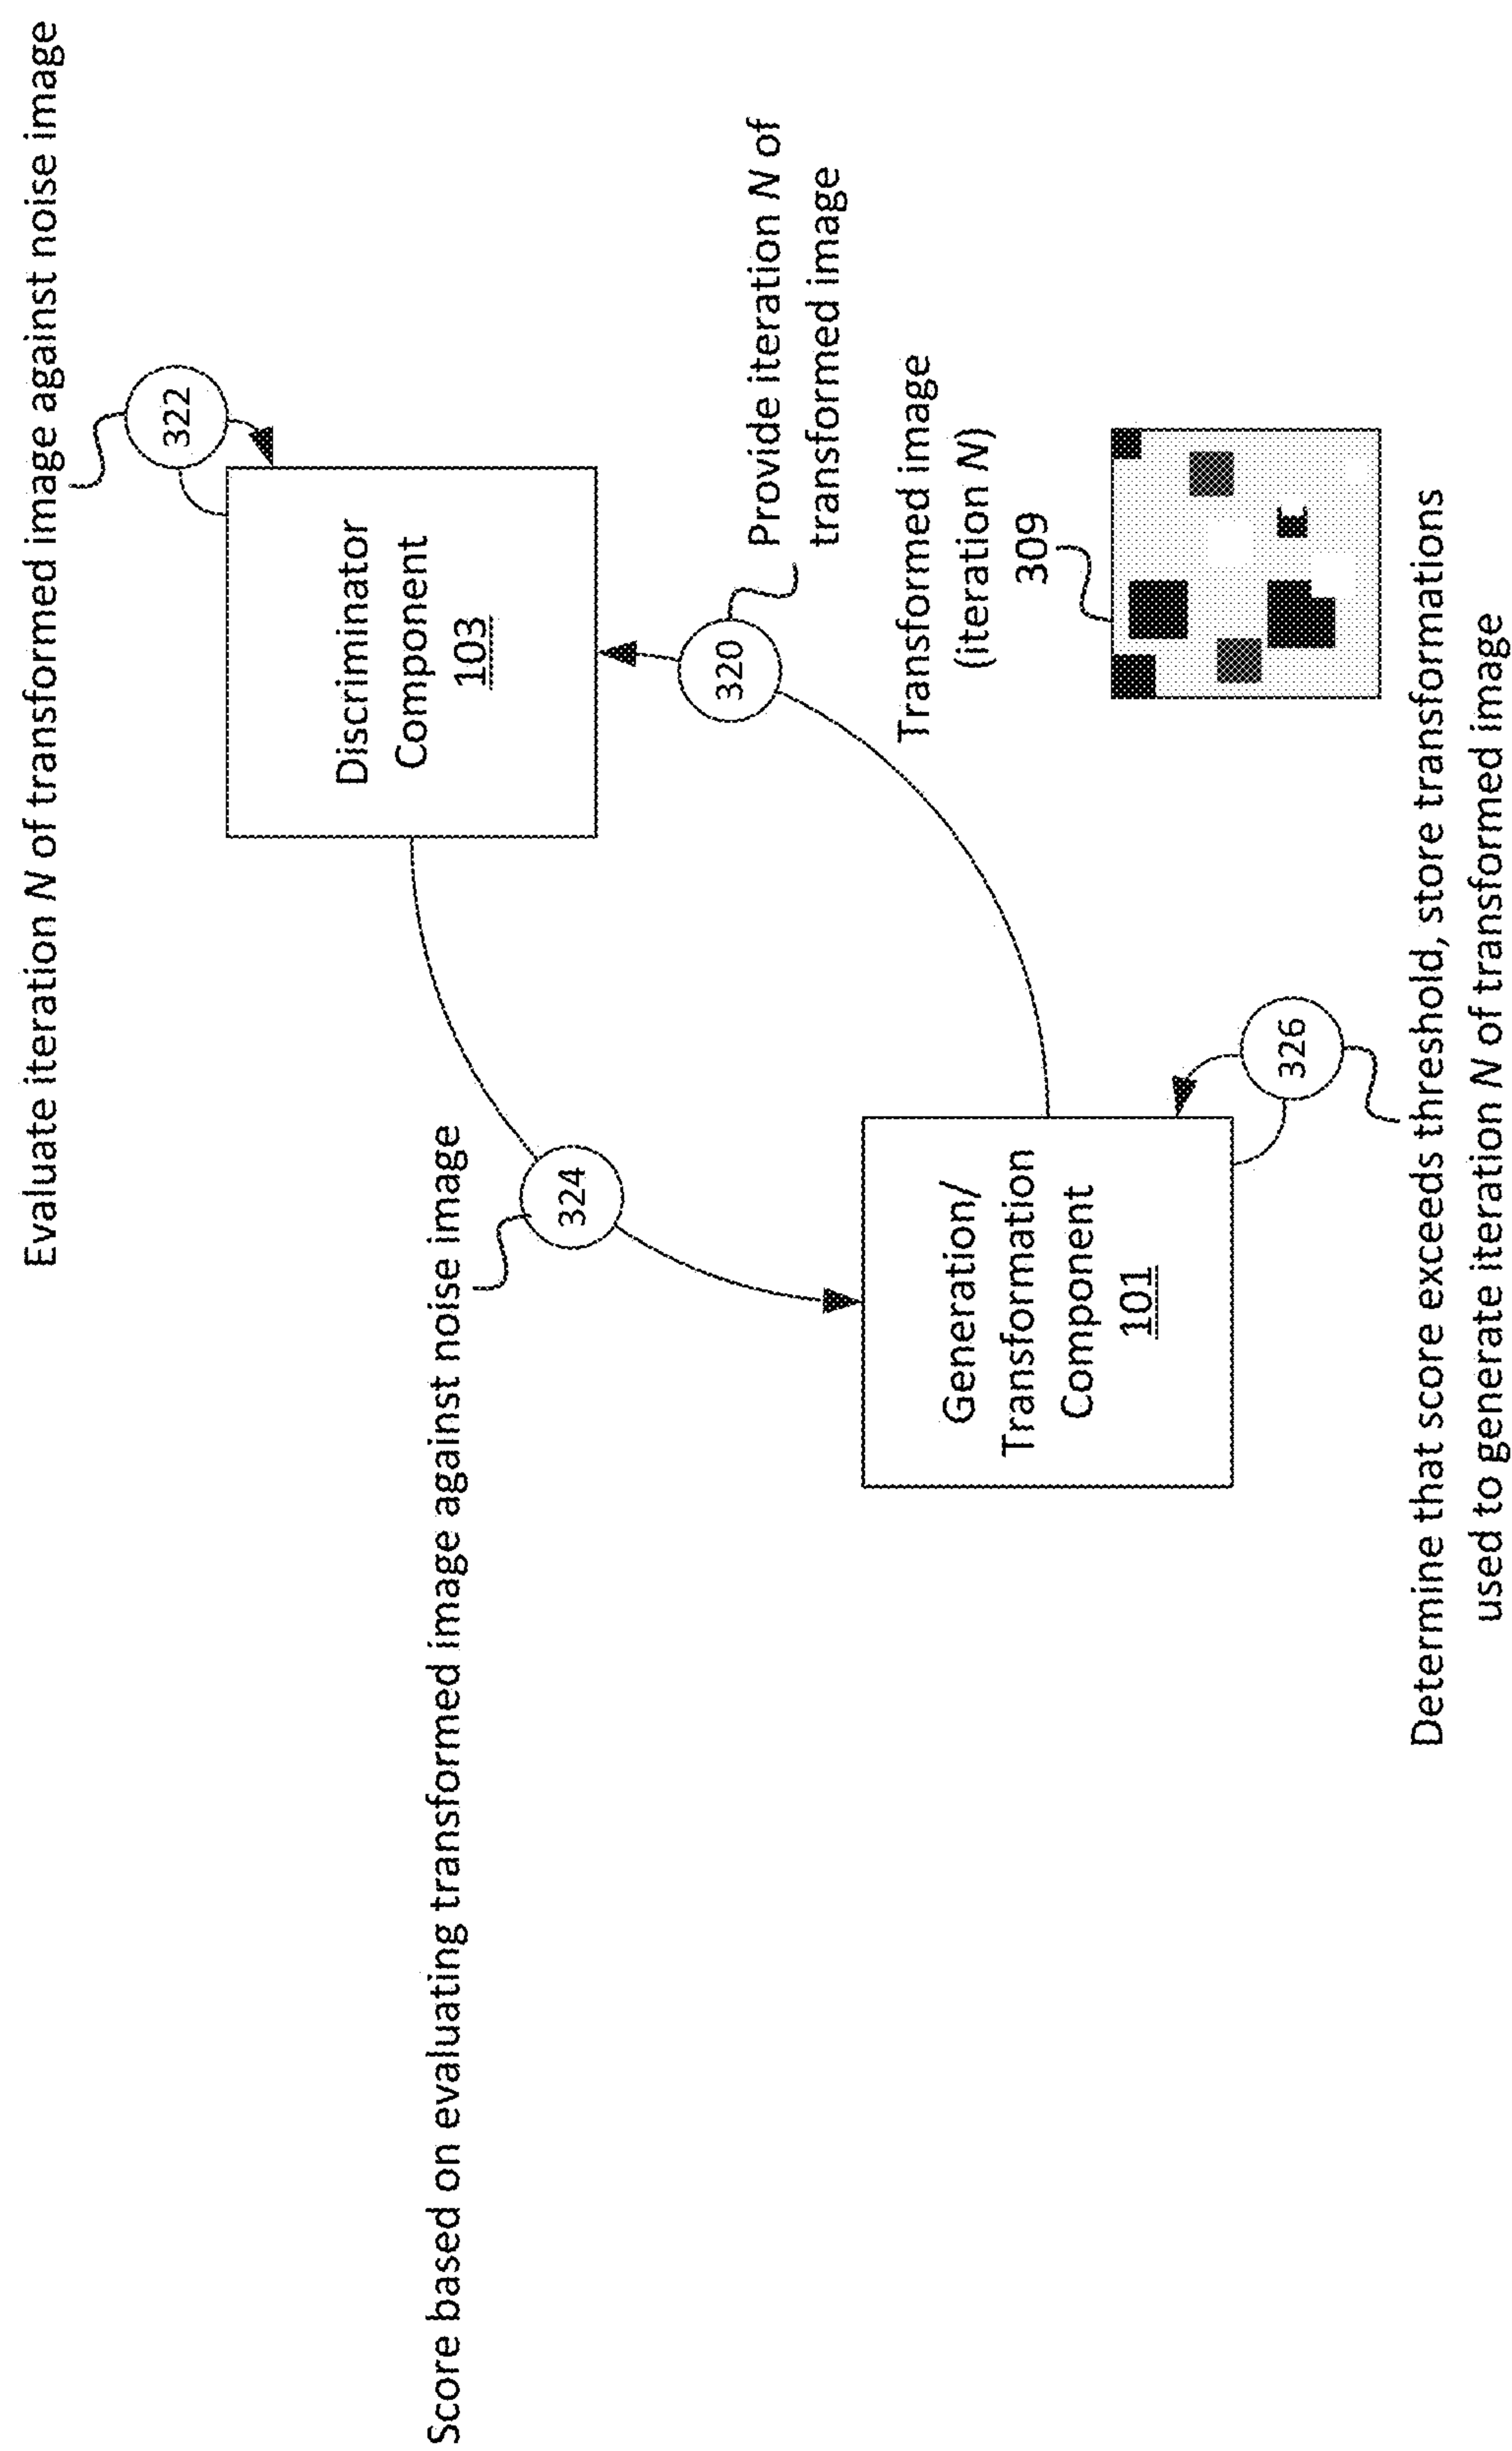 Evaluate iteration N of transformed image against noise image
322
Discriminator
Component
103
Score based on evaluating transformed image against noise image
324
320
Provide iteration N of
transformed image
Generation/
Transformation
Component
101
Transformed image
(iteration N)
309
326
Determine that score exceeds threshold, store transformations
used to generate iteration N of transformed image